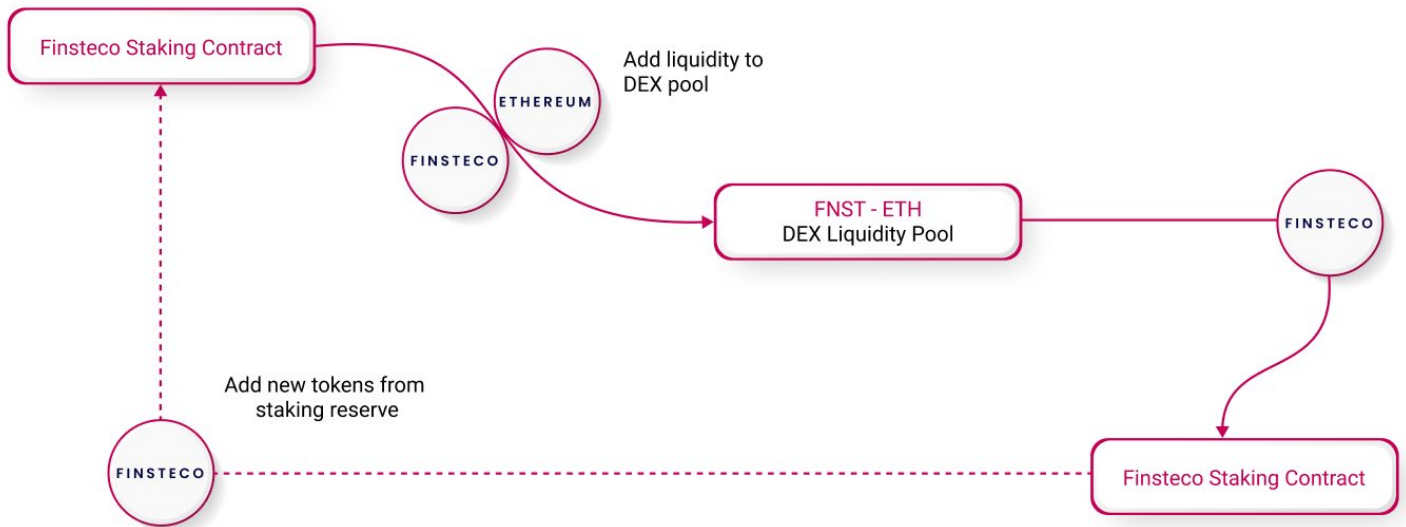 Finsteco Staking Contract
Add liquidity to
DEX pool
ETHEREUM
FINSTECO
FNST - ETH
DEX Liquidity Pool
FINSTECO
Add new tokens from
staking reserve
FINSTECO
Finsteco Staking Contract